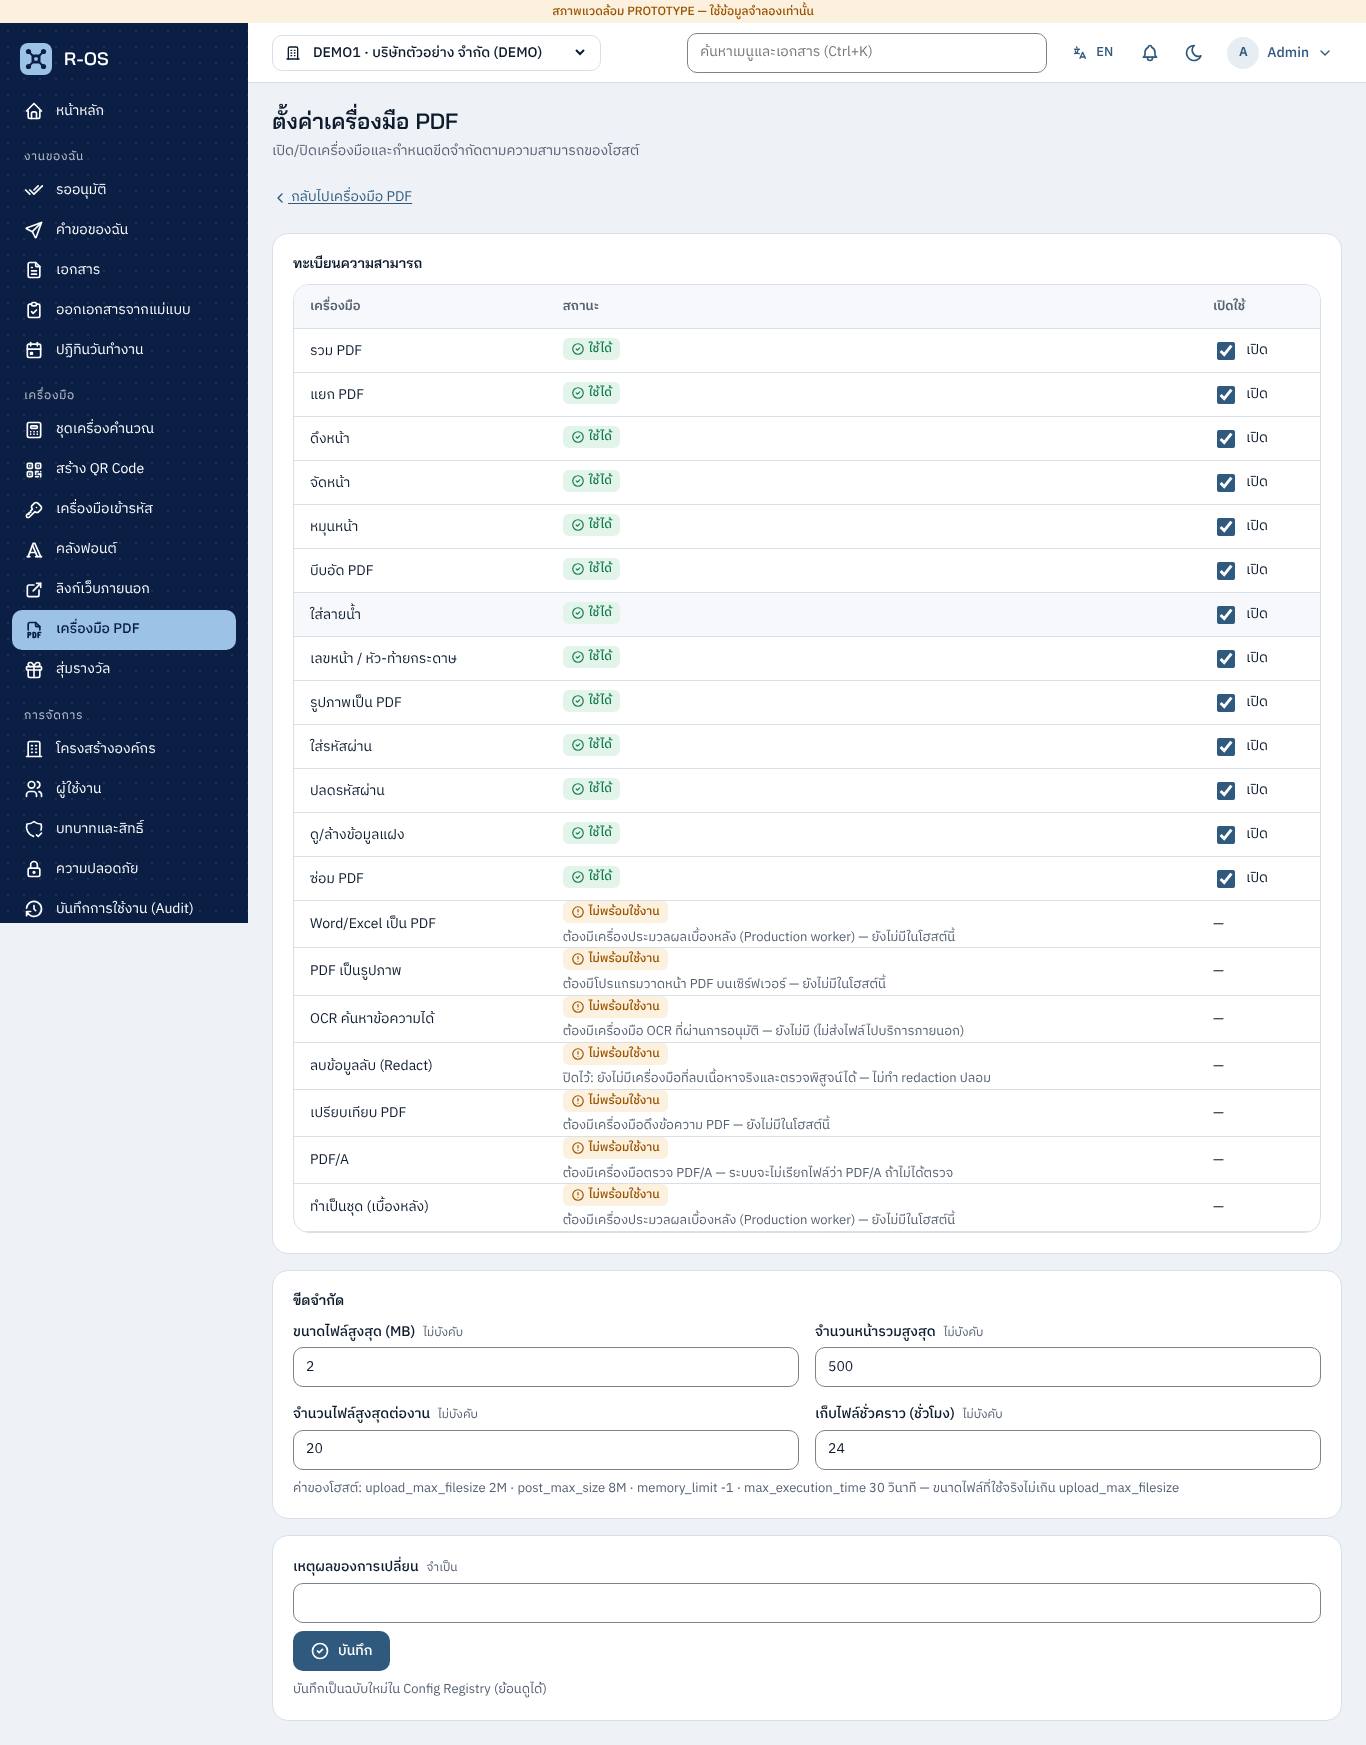 สภาพแวดล้อม PROTOTYPE — ใช้ข้อมูลจำลองเท่านั้น
R-OS
DEMO1 · บริษัทตัวอย่าง จำกัด (DEMO)
ค้นหาเมนูและเอกสาร (Ctrl+K)
EN
A
Admin
หน้าหลัก
งานของฉัน
รออนุมัติ
คำขอของฉัน
เอกสาร
ออกเอกสารจากแม่แบบ
ปฏิทินวันทำงาน
เครื่องมือ
ชุดเครื่องคำนวณ
สร้าง QR Code
เครื่องมือเข้ารหัส
คลังฟอนต์
ลิงก์เว็บภายนอก
เครื่องมือ PDF
สุ่มรางวัล
การจัดการ
โครงสร้างองค์กร
ผู้ใช้งาน
บทบาทและสิทธิ์
ความปลอดภัย
บันทึกการใช้งาน (Audit)
ตั้งค่าเครื่องมือ PDF
เปิด/ปิดเครื่องมือและกำหนดขีดจำกัดตามความสามารถของโฮสต์
กลับไปเครื่องมือ PDF
ทะเบียนความสามารถ
เครื่องมือ สถานะ เปิดใช้
รวม PDF ใช้ได้ เปิด
แยก PDF ใช้ได้ เปิด
ดึงหน้า ใช้ได้ เปิด
จัดหน้า ใช้ได้ เปิด
หมุนหน้า ใช้ได้ เปิด
บีบอัด PDF ใช้ได้ เปิด
ใส่ลายน้ำ ใช้ได้ เปิด
เลขหน้า / หัว-ท้ายกระดาษ ใช้ได้ เปิด
รูปภาพเป็น PDF ใช้ได้ เปิด
ใส่รหัสผ่าน ใช้ได้ เปิด
ปลดรหัสผ่าน ใช้ได้ เปิด
ดู/ล้างข้อมูลแฝง ใช้ได้ เปิด
ซ่อม PDF ใช้ได้ เปิด
Word/Excel เป็น PDF ไม่พร้อมใช้งาน —
ต้องมีเครื่องประมวลผลเบื้องหลัง (Production worker) — ยังไม่มีในโฮสต์นี้
PDF เป็นรูปภาพ ไม่พร้อมใช้งาน —
ต้องมีโปรแกรมวาดหน้า PDF บนเซิร์ฟเวอร์ — ยังไม่มีในโฮสต์นี้
OCR ค้นหาข้อความได้ ไม่พร้อมใช้งาน —
ต้องมีเครื่องมือ OCR ที่ผ่านการอนุมัติ — ยังไม่มี (ไม่ส่งไฟล์ไปบริการภายนอก)
ลบข้อมูลลับ (Redact) ไม่พร้อมใช้งาน —
ปิดไว้: ยังไม่มีเครื่องมือที่ลบเนื้อหาจริงและตรวจพิสูจน์ได้ — ไม่ทำ redaction ปลอม
เปรียบเทียบ PDF ไม่พร้อมใช้งาน —
ต้องมีเครื่องมือดึงข้อความ PDF — ยังไม่มีในโฮสต์นี้
PDF/A ไม่พร้อมใช้งาน —
ต้องมีเครื่องมือตรวจ PDF/A — ระบบจะไม่เรียกไฟล์ว่า PDF/A ถ้าไม่ได้ตรวจ
ทำเป็นชุด (เบื้องหลัง) ไม่พร้อมใช้งาน —
ต้องมีเครื่องประมวลผลเบื้องหลัง (Production worker) — ยังไม่มีในโฮสต์นี้
ขีดจำกัด
ขนาดไฟล์สูงสุด (MB) ไม่บังคับ
2
จำนวนหน้ารวมสูงสุด ไม่บังคับ
500
จำนวนไฟล์สูงสุดต่องาน ไม่บังคับ
20
เก็บไฟล์ชั่วคราว (ชั่วโมง) ไม่บังคับ
24
ค่าของโฮสต์: upload_max_filesize 2M · post_max_size 8M · memory_limit -1 · max_execution_time 30 วินาที — ขนาดไฟล์ที่ใช้จริงไม่เกิน upload_max_filesize
เหตุผลของการเปลี่ยน จำเป็น
บันทึก
บันทึกเป็นฉบับใหม่ใน Config Registry (ย้อนดูได้)